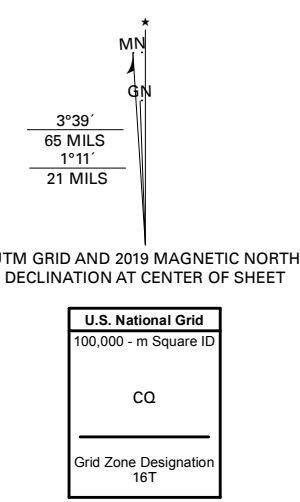 ★
MN
GN
3°39´
65 MILS
1°11´
21 MILS
UTM GRID AND 2019 MAGNETIC NORTH
DECLINATION AT CENTER OF SHEET
U.S. National Grid
100,000 - m Square ID
CQ
Grid Zone Designation
16T